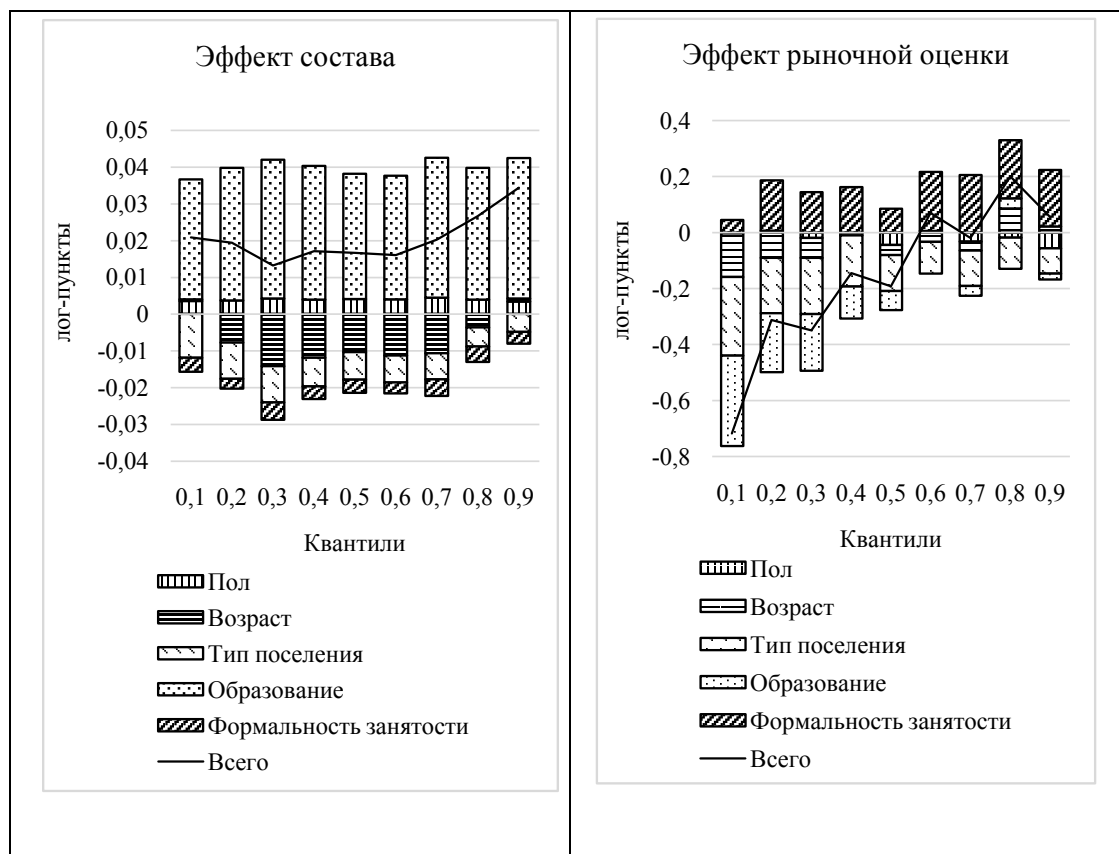 Эффект состава
лог-пункты
0,05
0,04
0,03
0,02
0,01
0
-0,01
-0,02
-0,03
-0,04
0,1 0,2 0,3 0,4 0,5 0,6 0,7 0,8 0,9
Квантили
Пол
Возраст
Тип поселения
Образование
Формальность занятости
Всего
Эффект рыночной оценки
лог-пункты
0,4
0,2
0
-0,2
-0,4
-0,6
-0,8
0,1 0,2 0,3 0,4 0,5 0,6 0,7 0,8 0,9
Квантили
Пол
Возраст
Тип поселения
Образование
Формальность занятости
Всего